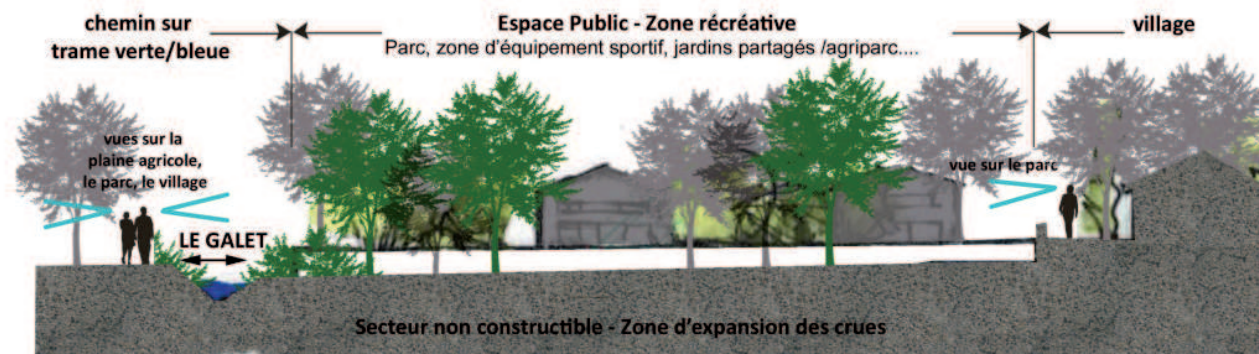 chemin sur
trame verte/bleue
Espace Public - Zone récréative
Parc, zone d'équipement sportif, jardins partagés /agriparc....
village
vues sur la
plaine agricole,
le parc, le village
vue sur le parc
LE GALET
Secteur non constructible - Zone d'expansion des crues